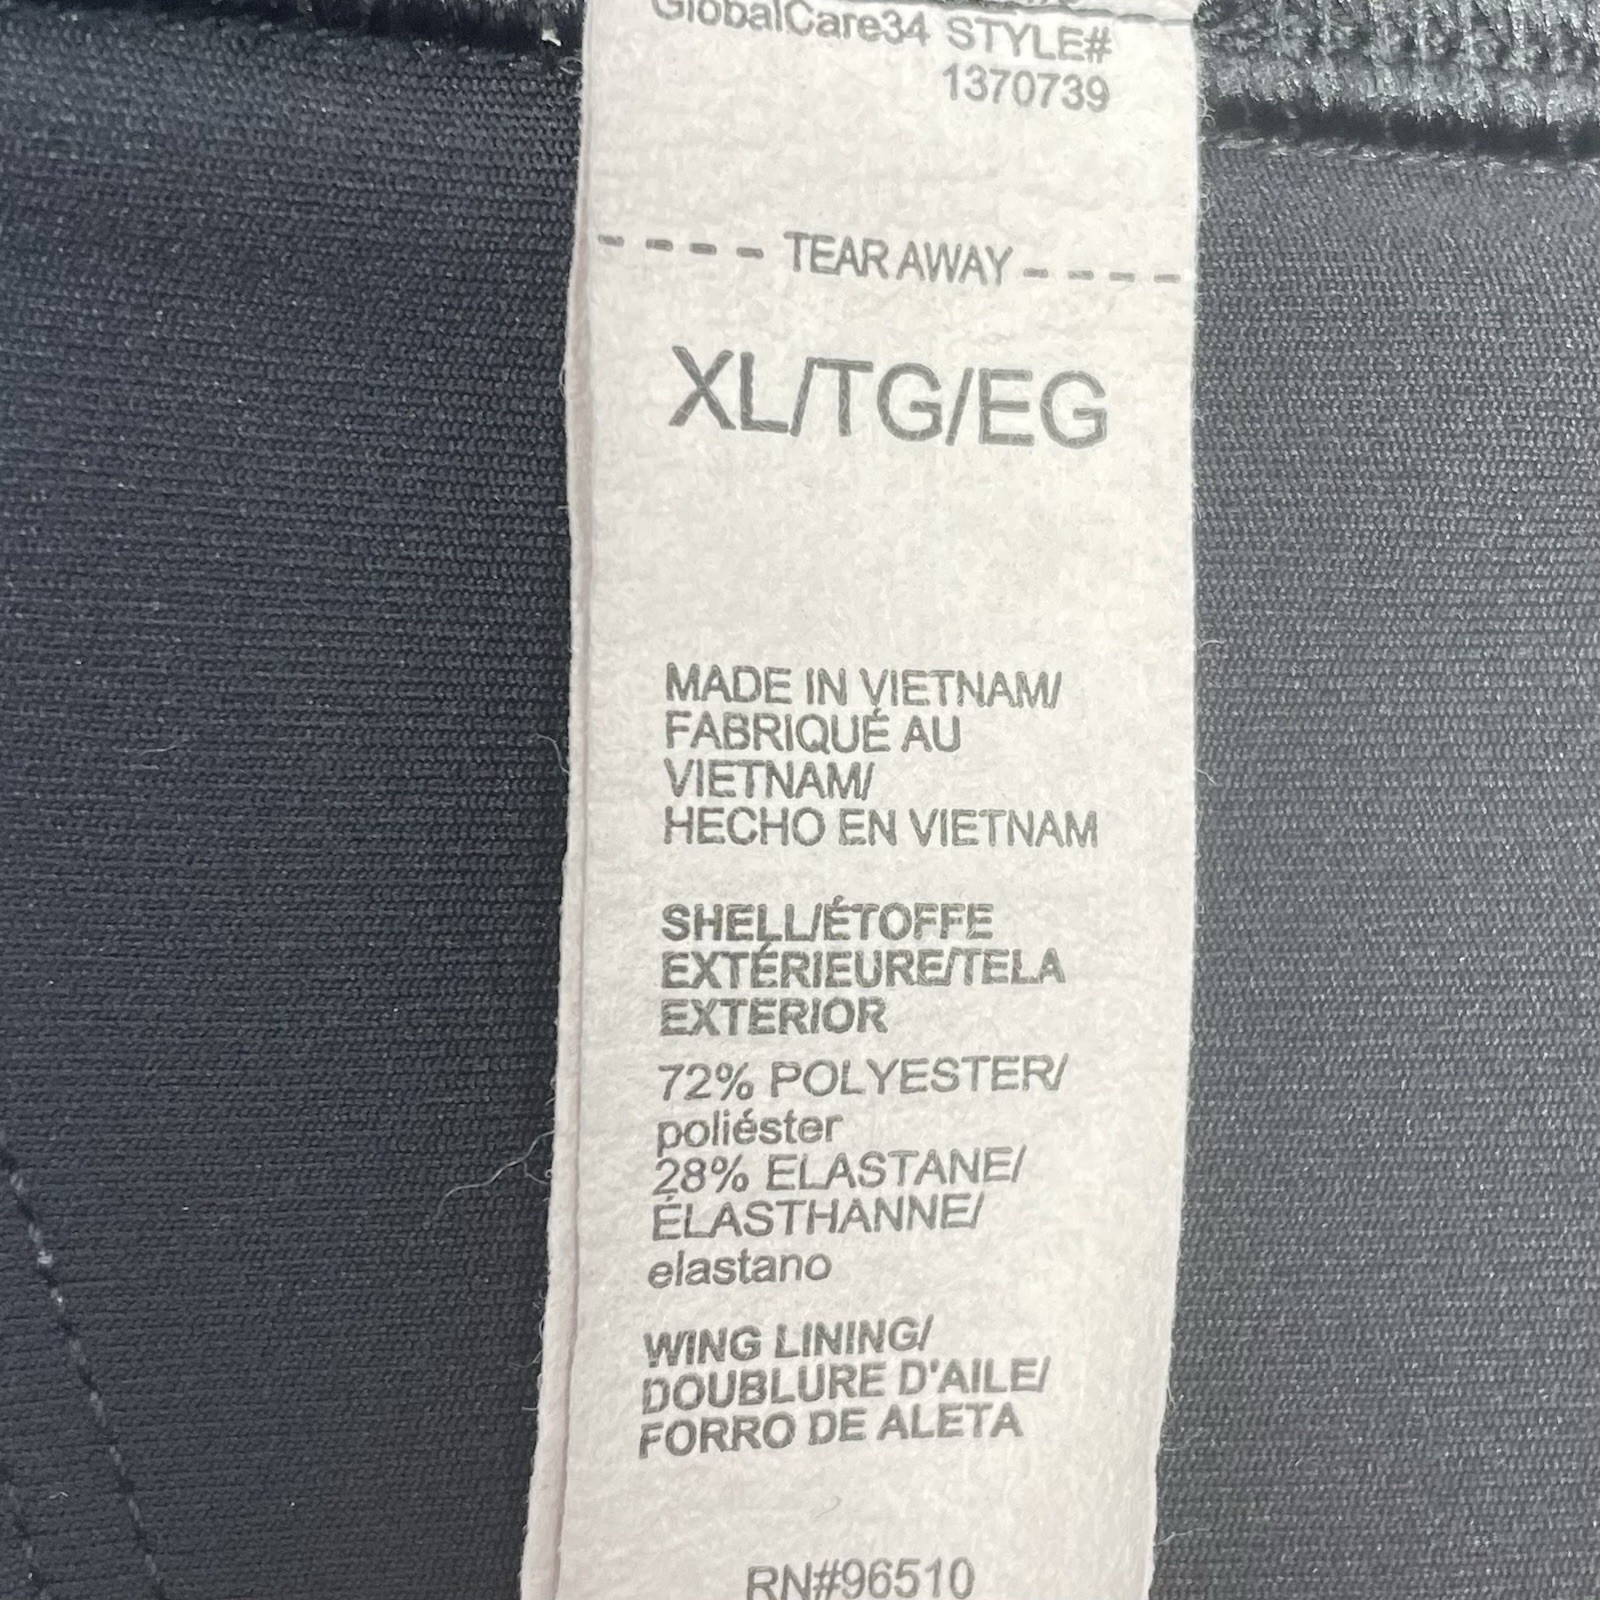 GlobalCare34 STYLE#
1370739
TEAR AWAY
XL/TG/EG
MADE IN VIETNAM/
FABRIQUÉ AU
VIETNAM/
HECHO EN VIETNAM
SHELL/ÉTOFFE
EXTÉRIEURE/TELA
EXTERIOR
72% POLYESTER/
poliéster
28% ELASTANE/
ÉLASTHANNE/
elastano
WING LINING/
DOUBLURE D'AILE/
FORRO DE ALETA
RN#96510